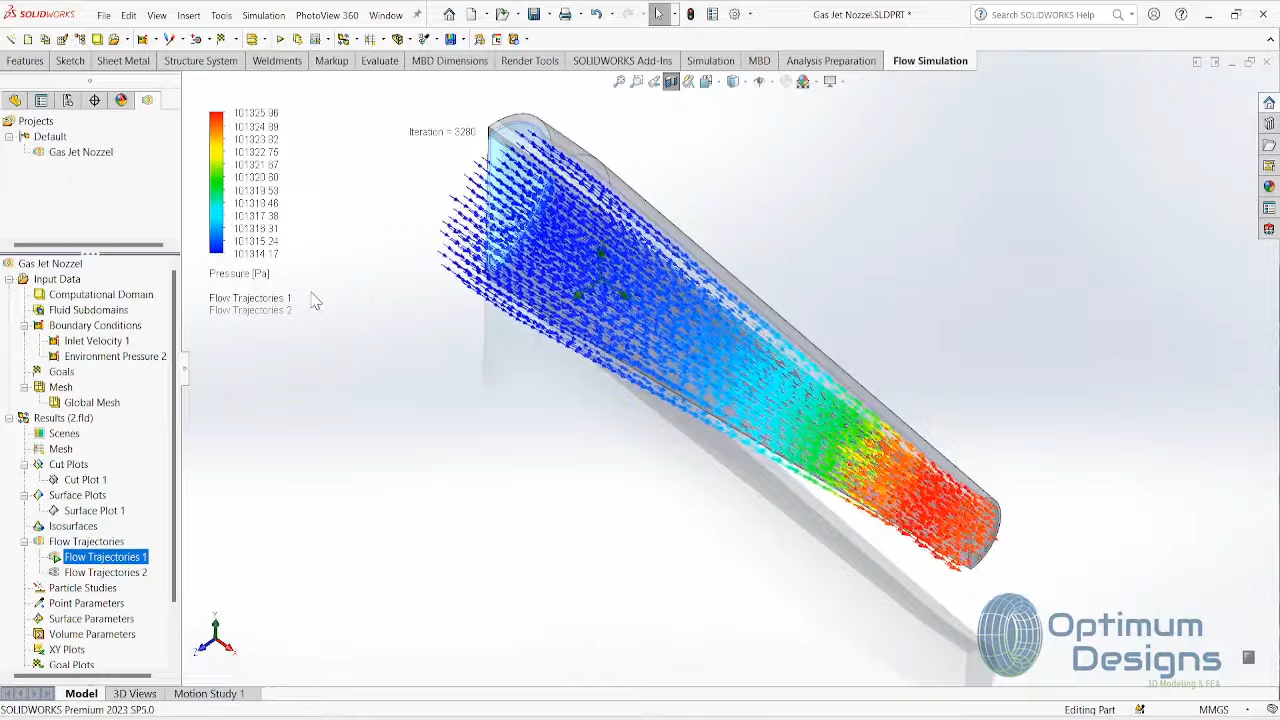 SOLIDWORKS File Edit View Insert Tools Simulation PhotoView 360 Window Gas Jet Nozzel.SLDPRT * Search SOLIDWORKS Help
Features Sketch Sheet Metal Structure System Weldments Markup Evaluate MBD Dimensions Render Tools SOLIDWORKS Add-Ins Simulation MBD Analysis Preparation Flow Simulation
Projects
Default
Gas Jet Nozzel
Gas Jet Nozzel
Input Data
Computational Domain
Fluid Subdomains
Boundary Conditions
Inlet Velocity 1
Environment Pressure 2
Goals
Mesh
Global Mesh
Results (2.fld)
Scenes
Mesh
Cut Plots
Cut Plot 1
Surface Plots
Surface Plot 1
Isosurfaces
Flow Trajectories
Flow Trajectories 1
Flow Trajectories 2
Particle Studies
Point Parameters
Surface Parameters
Volume Parameters
XY Plots
Goal Plots
101325.96
101324.89
101323.82
101322.75
101321.67
101320.60
101319.53
101318.46
101317.38
101316.31
101315.24
101314.17
Pressure [Pa]
Flow Trajectories 1
Flow Trajectories 2
Iteration = 3280
Y
Z
X
Optimum
Designs
3D Modeling & FEA
Model 3D Views Motion Study 1
SOLIDWORKS Premium 2023 SP5.0 Editing Part MMGS